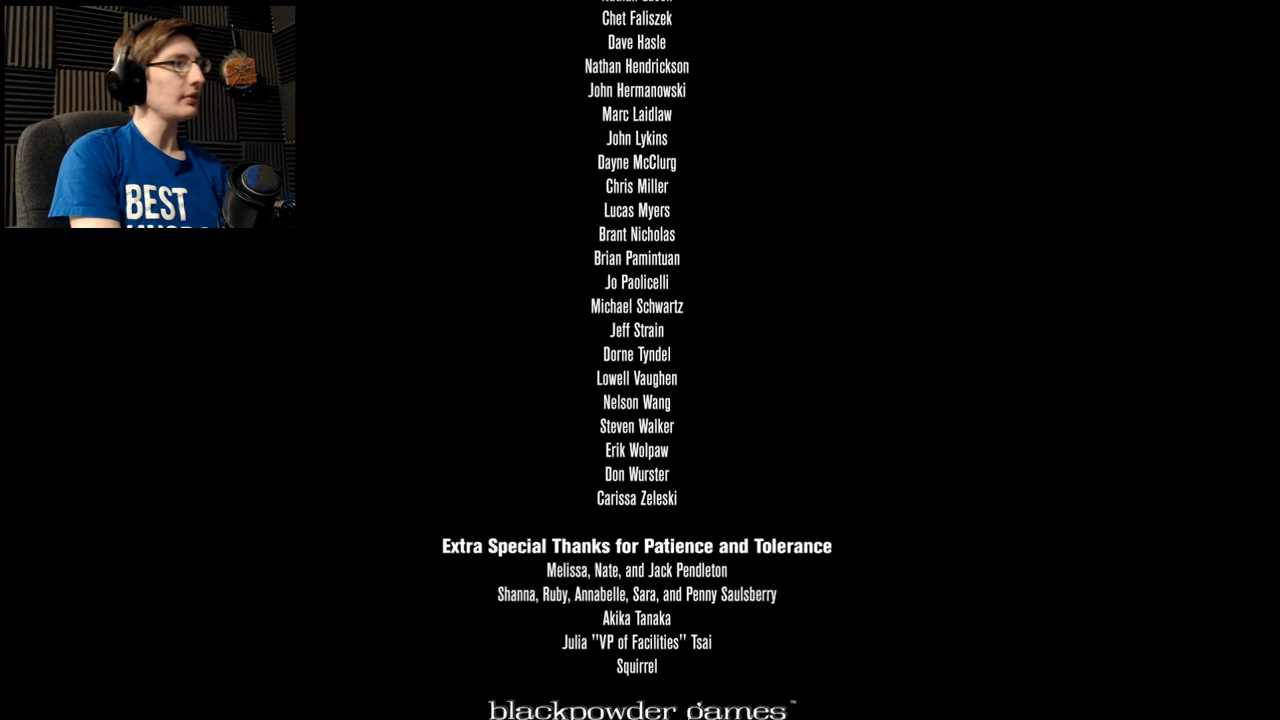 Chet Faliszek
Dave Hasle
Nathan Hendrickson
John Hermanowski
Marc Laidlaw
John Lykins
Dayne McClurg
Chris Miller
Lucas Myers
Brant Nicholas
Brian Pamintuan
Jo Paolicelli
Michael Schwartz
Jeff Strain
Dorne Tyndel
Lowell Vaughen
Nelson Wang
Steven Walker
Erik Wolpaw
Don Wurster
Carissa Zeleski
Extra Special Thanks for Patience and Tolerance
Melissa, Nate, and Jack Pendleton
Shanna, Ruby, Annabelle, Sara, and Penny Saulsberry
Akika Tanaka
Julia "VP of Facilities" Tsai
Squirrel
blackpowder games™
BEST